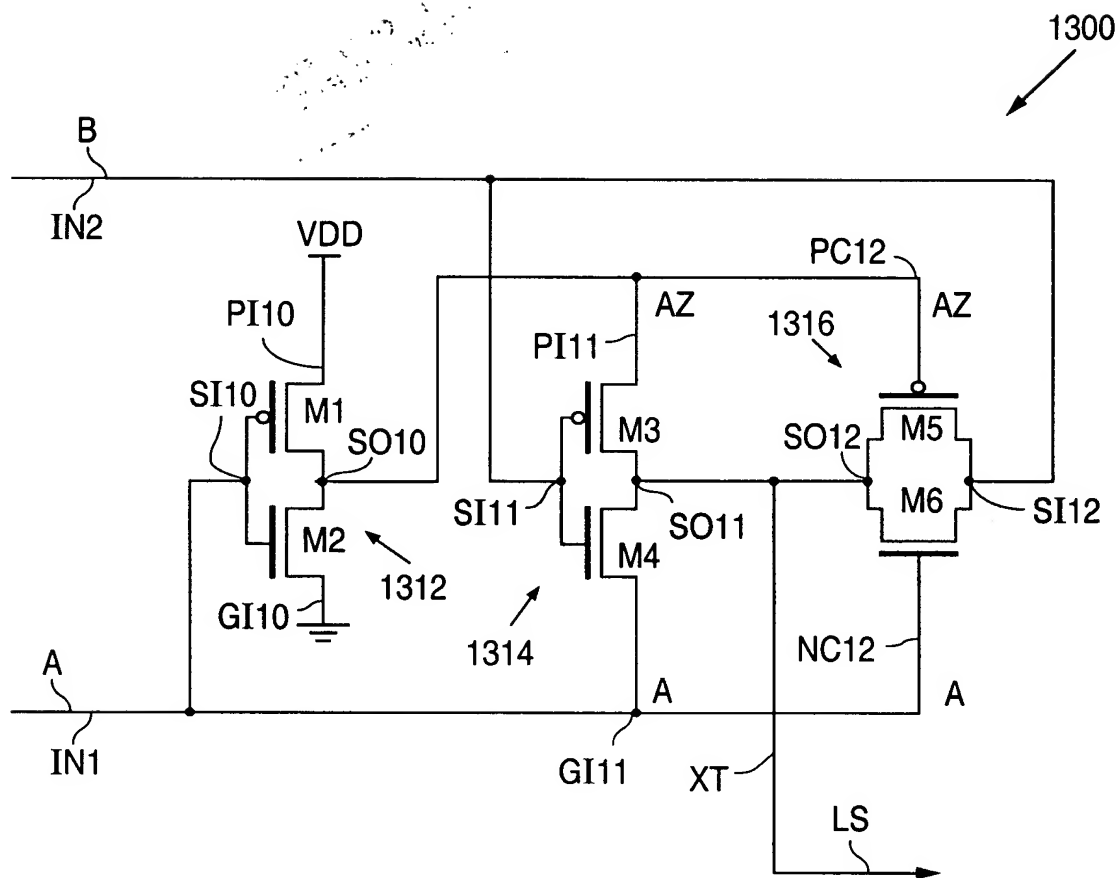 1300
B
IN2
VDD
PC12
AZ
AZ
PI10
PI11
1316
SI10
M1
M3
M5
SO10
SO12
M6
SI11
SO11
SI12
M2
M4
1312
GI10
1314
NC12
A
A
A
IN1
GI11
XT
LS